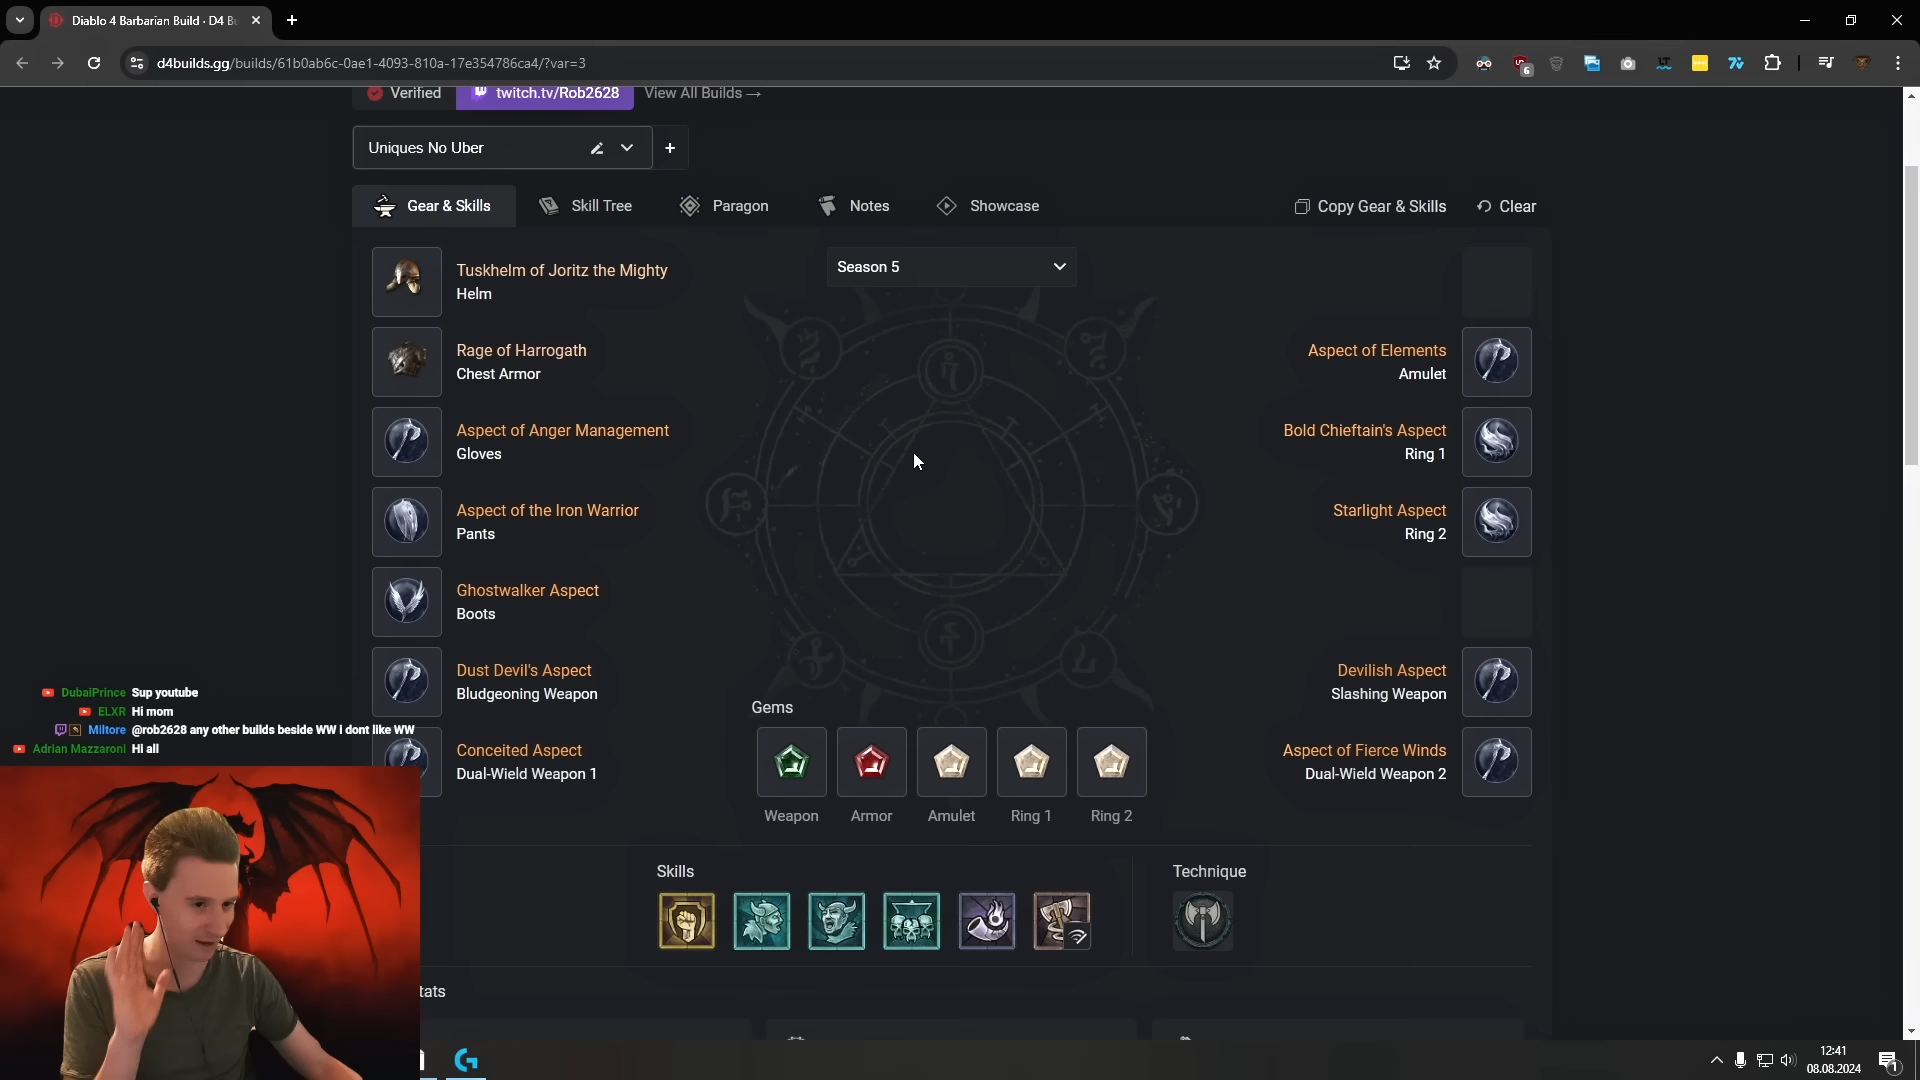 Diablo 4 Barbarian Build · D4 Bu
d4builds.gg/builds/61b0ab6c-0ae1-4093-810a-17e354786ca4/?var=3
6
Verified
twitch.tv/Rob2628
View All Builds →
Uniques No Uber
+
Gear & Skills
Skill Tree
Paragon
Notes
Showcase
Copy Gear & Skills
Clear
Tuskhelm of Joritz the Mighty
Helm
Season 5
Rage of Harrogath
Chest Armor
Aspect of Elements
Amulet
Aspect of Anger Management
Gloves
Bold Chieftain's Aspect
Ring 1
Aspect of the Iron Warrior
Pants
Starlight Aspect
Ring 2
Ghostwalker Aspect
Boots
Dust Devil's Aspect
Bludgeoning Weapon
Devilish Aspect
Slashing Weapon
DubaiPrince Sup youtube
ELXR Hi mom
Miltore @rob2628 any other builds beside WW i dont like WW
Adrian Mazzaroni Hi all
Gems
Conceited Aspect
Dual-Wield Weapon 1
Aspect of Fierce Winds
Dual-Wield Weapon 2
Weapon
Armor
Amulet
Ring 1
Ring 2
Skills
Technique
tats
12:41
08.08.2024
1